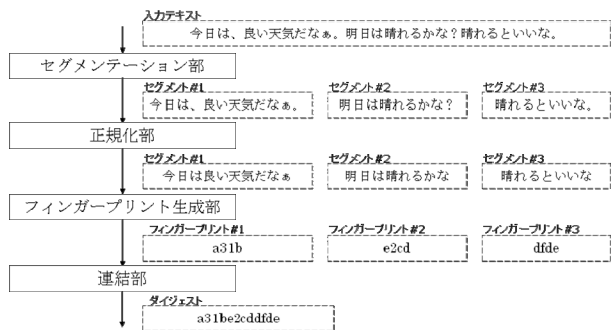 入力テキスト
今日は、良い天気だなぁ。明日は晴れるかな？晴れるといいな。
セグメンテーション部
セグメント#1 セグメント#2 セグメント#3
今日は、良い天気だなぁ。 明日は晴れるかな？ 晴れるといいな。
正規化部
セグメント#1 セグメント#2 セグメント#3
今日は良い天気だなぁ 明日は晴れるかな 晴れるといいな
フィンガープリント生成部
フィンガープリント#1 フィンガープリント#2 フィンガープリント#3
a31b e2cd dfde
連結部
ダイジェスト
a31be2cddfde